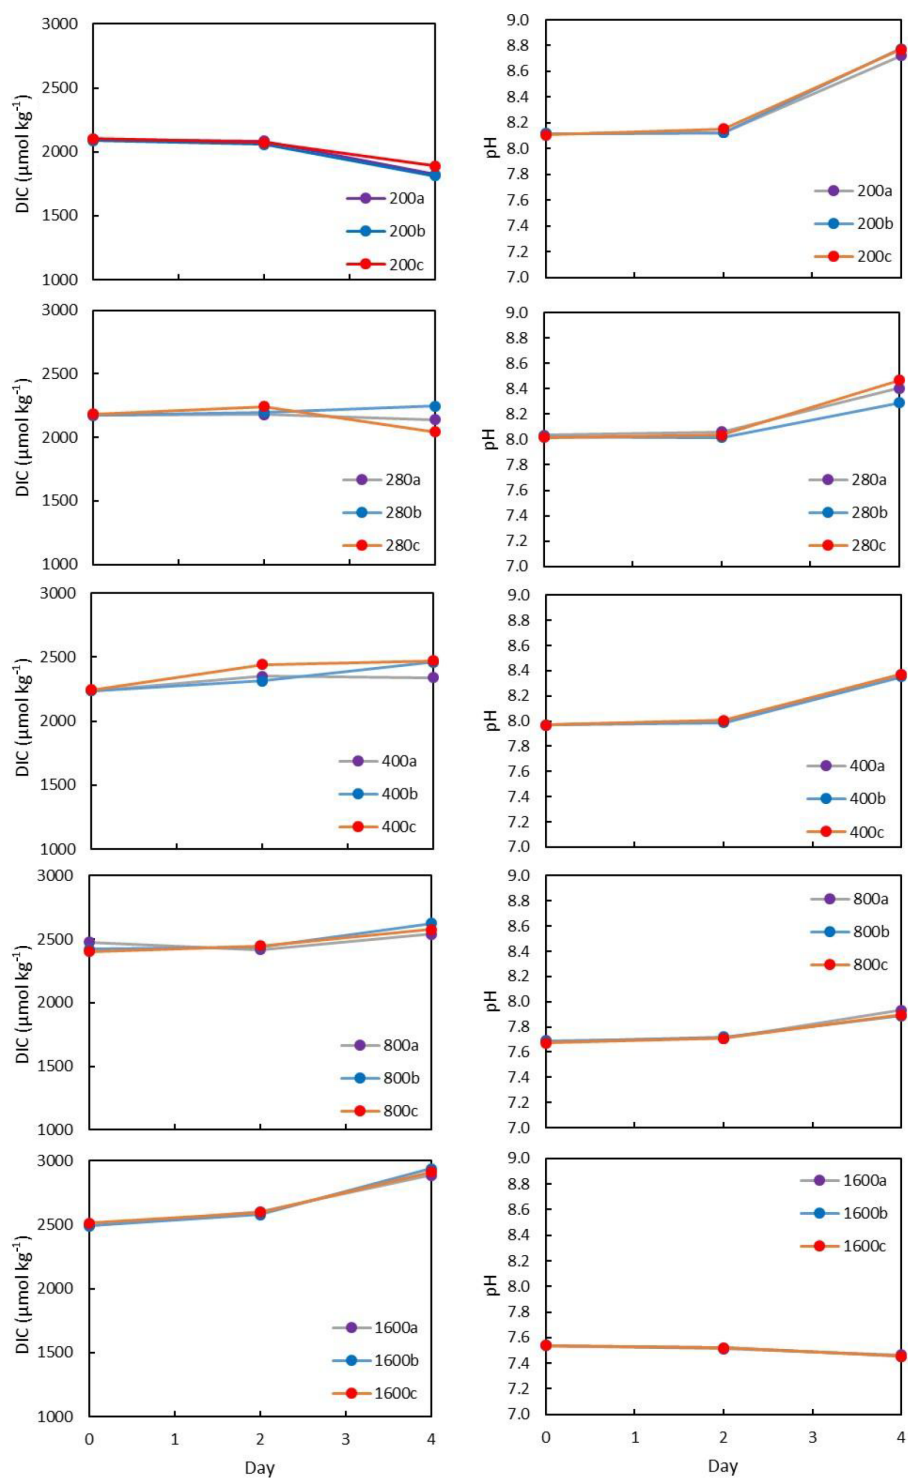 3000
2500
2000
1500
1000
DIC (µmol kg⁻¹)
200a
200b
200c
9.0
8.8
8.6
8.4
8.2
8.0
7.8
7.6
7.4
7.2
7.0
pH
200a
200b
200c
3000
2500
2000
1500
1000
DIC (µmol kg⁻¹)
280a
280b
280c
9.0
8.8
8.6
8.4
8.2
8.0
7.8
7.6
7.4
7.2
7.0
pH
280a
280b
280c
3000
2500
2000
1500
1000
DIC (µmol kg⁻¹)
400a
400b
400c
9.0
8.8
8.6
8.4
8.2
8.0
7.8
7.6
7.4
7.2
7.0
pH
400a
400b
400c
3000
2500
2000
1500
1000
DIC (µmol kg⁻¹)
800a
800b
800c
9.0
8.8
8.6
8.4
8.2
8.0
7.8
7.6
7.4
7.2
7.0
pH
800a
800b
800c
3000
2500
2000
1500
1000
DIC (µmol kg⁻¹)
1600a
1600b
1600c
0 1 2 3 4
Day
9.0
8.8
8.6
8.4
8.2
8.0
7.8
7.6
7.4
7.2
7.0
pH
1600a
1600b
1600c
0 1 2 3 4
Day